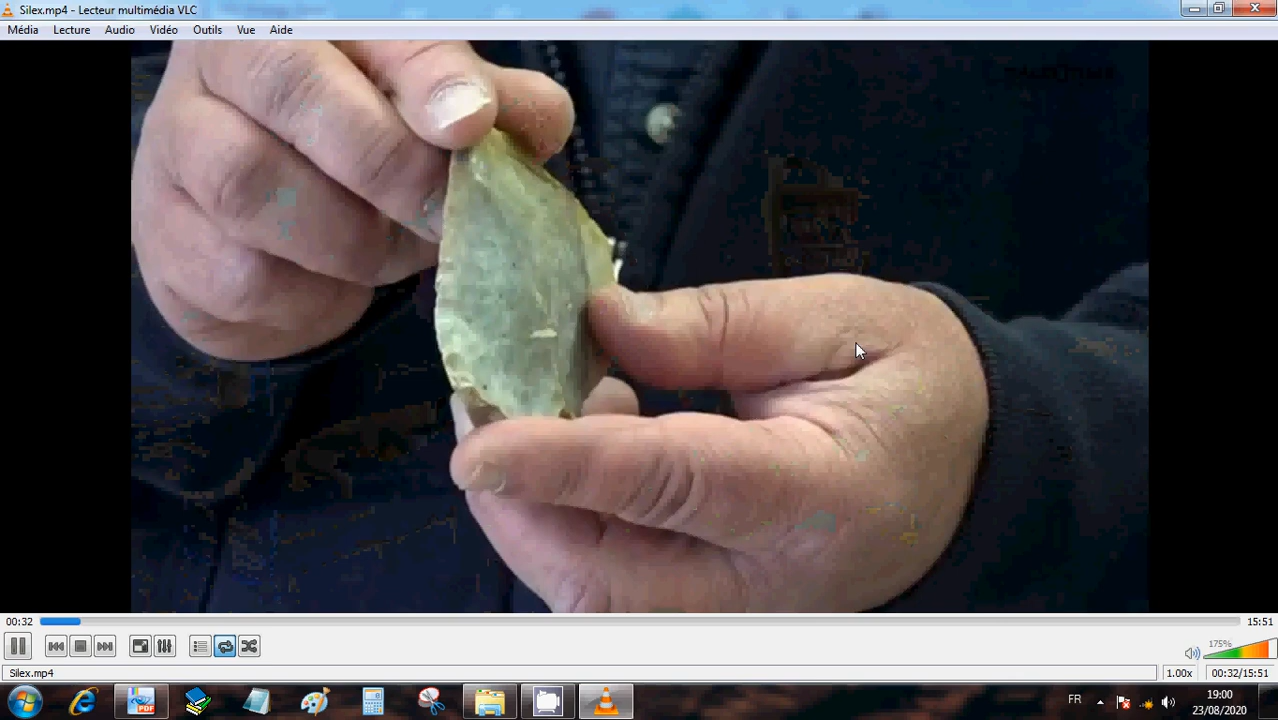 Silex.mp4 - Lecteur multimédia VLC
Média Lecture Audio Vidéo Outils Vue Aide
00:32 15:51
175%
Silex.mp4 1.00x 00:32/15:51
PDF FR 19:00
23/08/2020